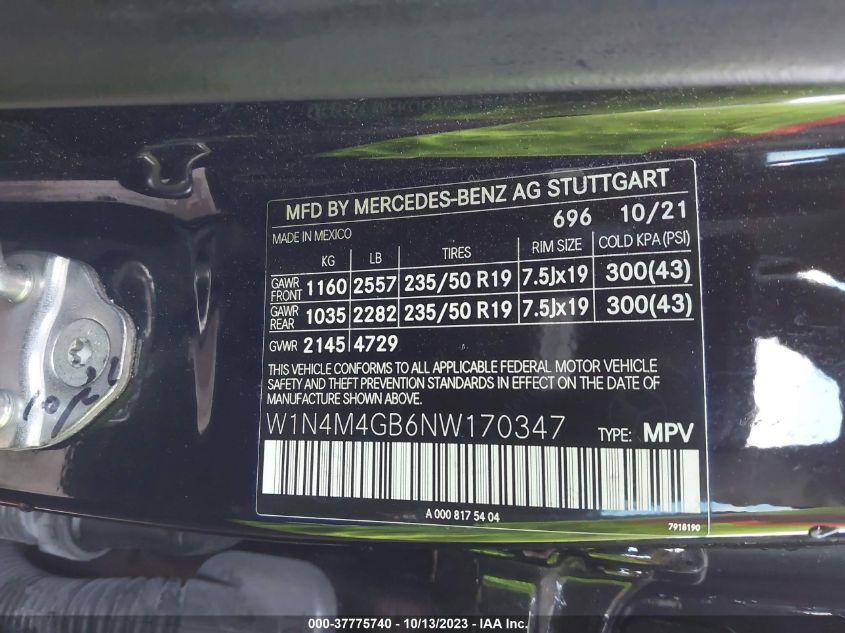 MFD BY MERCEDES-BENZ AG STUTTGART
MADE IN MEXICO 696 10/21
KG LB TIRES RIM SIZE COLD KPA (PSI)
GAWR FRONT 1160 2557 235/50 R19 7.5Jx19 300(43)
GAWR REAR 1035 2282 235/50 R19 7.5Jx19 300(43)
GVWR 2145 4729
THIS VEHICLE CONFORMS TO ALL APPLICABLE FEDERAL MOTOR VEHICLE
SAFETY AND THEFT PREVENTION STANDARDS IN EFFECT ON THE DATE OF
MANUFACTURE SHOWN ABOVE.
W1N4M4GB6NW170347 TYPE: MPV
A 000 817 54 04
7918190
000-37775740 - 10/13/2023 - IAA Inc.